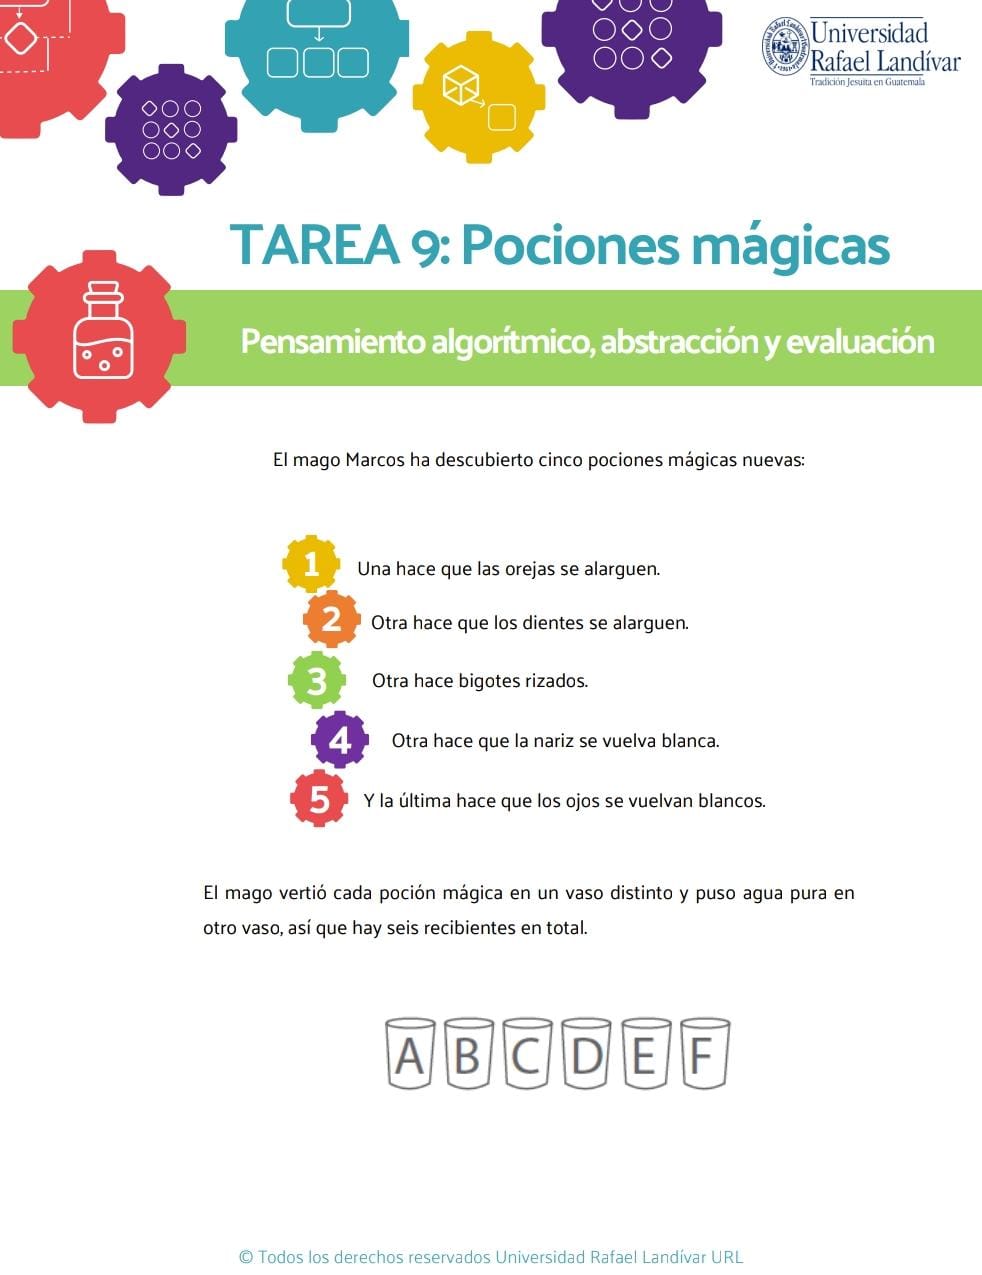 Universidad
Rafael Landívar
Tradición Jesuita en Guatemala
TAREA 9: Pociones mágicas
Pensamiento algorítmico, abstracción y evaluación
El mago Marcos ha descubierto cinco pociones mágicas nuevas:
1 Una hace que las orejas se alarguen.
2 Otra hace que los dientes se alarguen.
3 Otra hace bigotes rizados.
4 Otra hace que la nariz se vuelva blanca.
5 Y la última hace que los ojos se vuelvan blancos.
El mago vertió cada poción mágica en un vaso distinto y puso agua pura en
otro vaso, así que hay seis recibientes en total.
A B C D E F
© Todos los derechos reservados Universidad Rafael Landívar URL